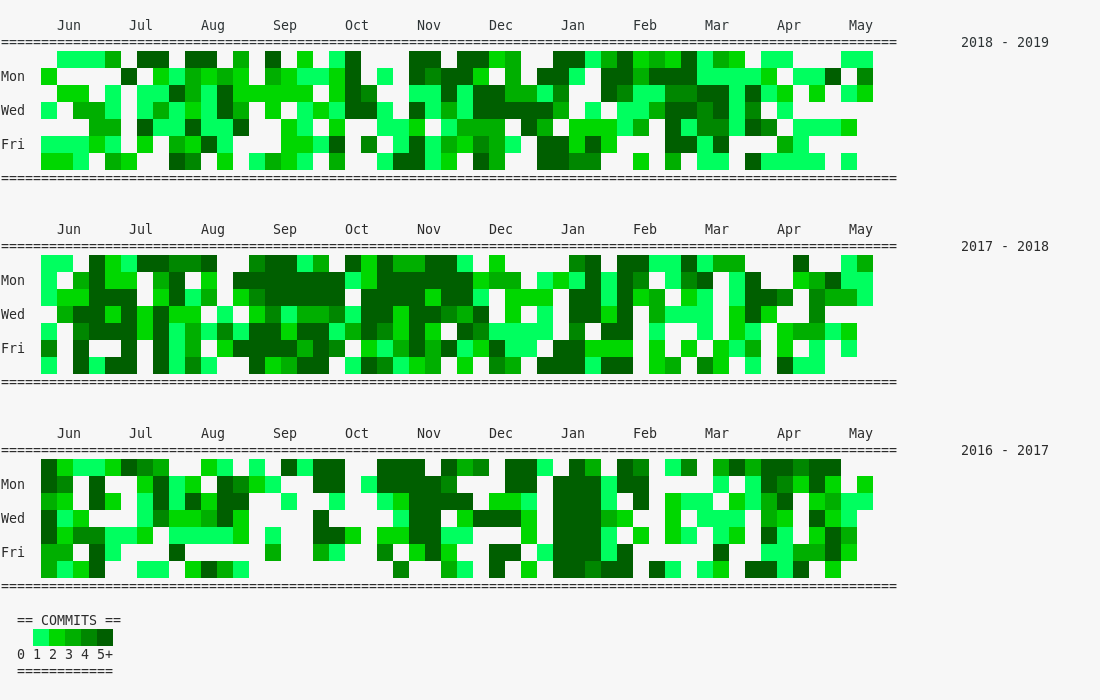 Jun Jul Aug Sep Oct Nov Dec Jan Feb Mar Apr May
================================================================================================================ 2018 - 2019
Mon
Wed
Fri
================================================================================================================
Jun Jul Aug Sep Oct Nov Dec Jan Feb Mar Apr May
================================================================================================================ 2017 - 2018
Mon
Wed
Fri
================================================================================================================
Jun Jul Aug Sep Oct Nov Dec Jan Feb Mar Apr May
================================================================================================================ 2016 - 2017
Mon
Wed
Fri
================================================================================================================
== COMMITS ==
0 1 2 3 4 5+
============